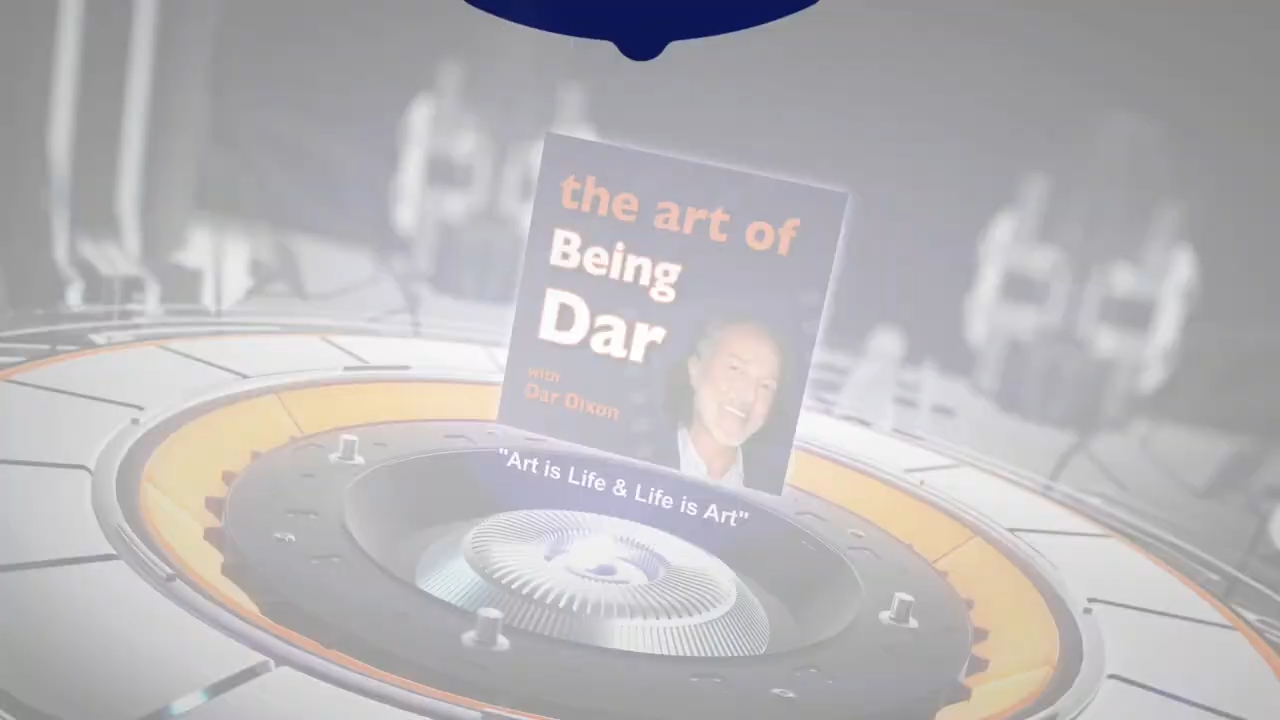 the art of
Being
Dar
with
Dar Dixon
"Art is Life & Life is Art"